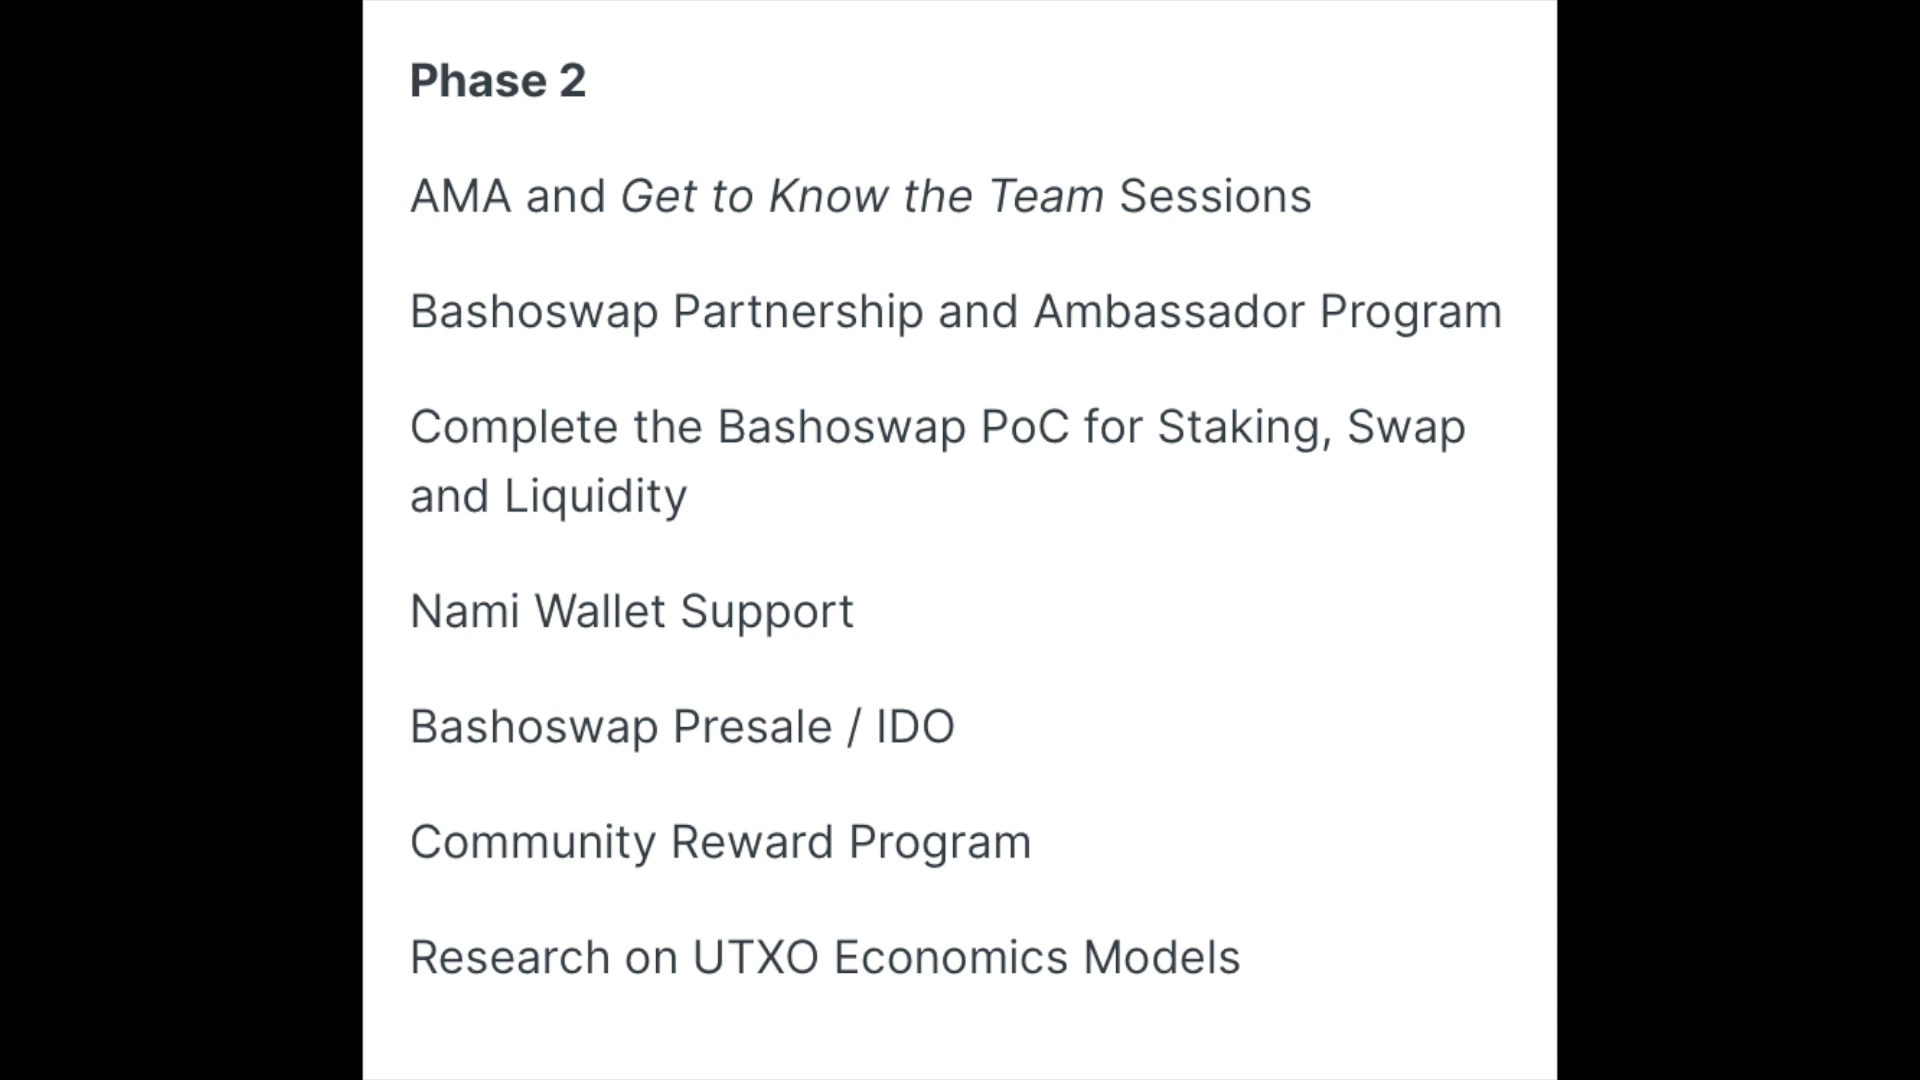 Phase 2
AMA and Get to Know the Team Sessions
Bashoswap Partnership and Ambassador Program
Complete the Bashoswap PoC for Staking, Swap
and Liquidity
Nami Wallet Support
Bashoswap Presale / IDO
Community Reward Program
Research on UTXO Economics Models